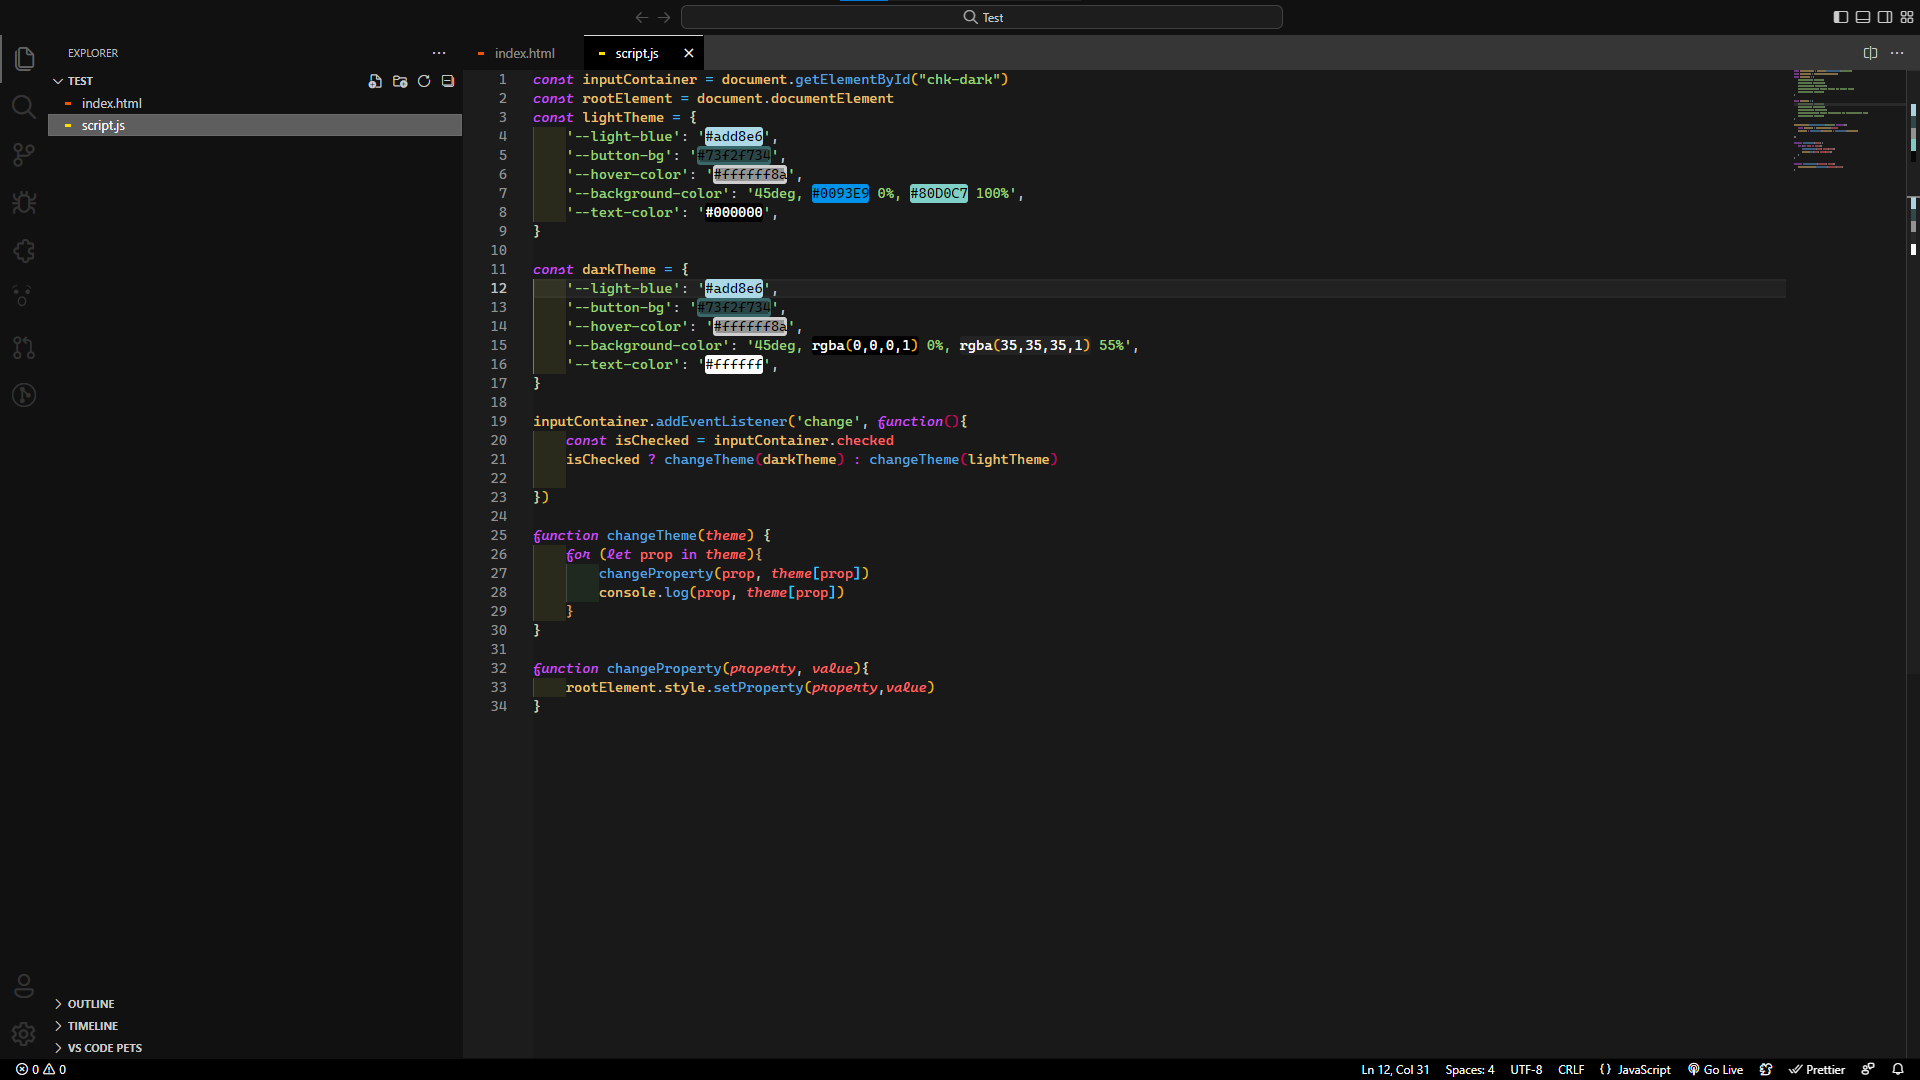 Test
EXPLORER
TEST
index.html
script.js
index.html
script.js
1 const inputContainer = document.getElementById("chk-dark")
2 const rootElement = document.documentElement
3 const lightTheme = {
4 '--light-blue': '#add8e6',
5 '--button-bg': '#73f2f734',
6 '--hover-color': '#ffffff8a',
7 '--background-color': '45deg, #0093E9 0%, #80D0C7 100%',
8 '--text-color': '#000000',
9 }
10
11 const darkTheme = {
12 '--light-blue': '#add8e6',
13 '--button-bg': '#73f2f734',
14 '--hover-color': '#ffffff8a',
15 '--background-color': '45deg, rgba(0,0,0,1) 0%, rgba(35,35,35,1) 55%',
16 '--text-color': '#ffffff',
17 }
18
19 inputContainer.addEventListener('change', function(){
20 const isChecked = inputContainer.checked
21 isChecked ? changeTheme(darkTheme) : changeTheme(lightTheme)
22
23 })
24
25 function changeTheme(theme) {
26 for (let prop in theme){
27 changeProperty(prop, theme[prop])
28 console.log(prop, theme[prop])
29 }
30 }
31
32 function changeProperty(property, value){
33 rootElement.style.setProperty(property,value)
34 }
OUTLINE
TIMELINE
VS CODE PETS
0 0 Ln 12, Col 31 Spaces: 4 UTF-8 CRLF {} JavaScript Go Live Prettier